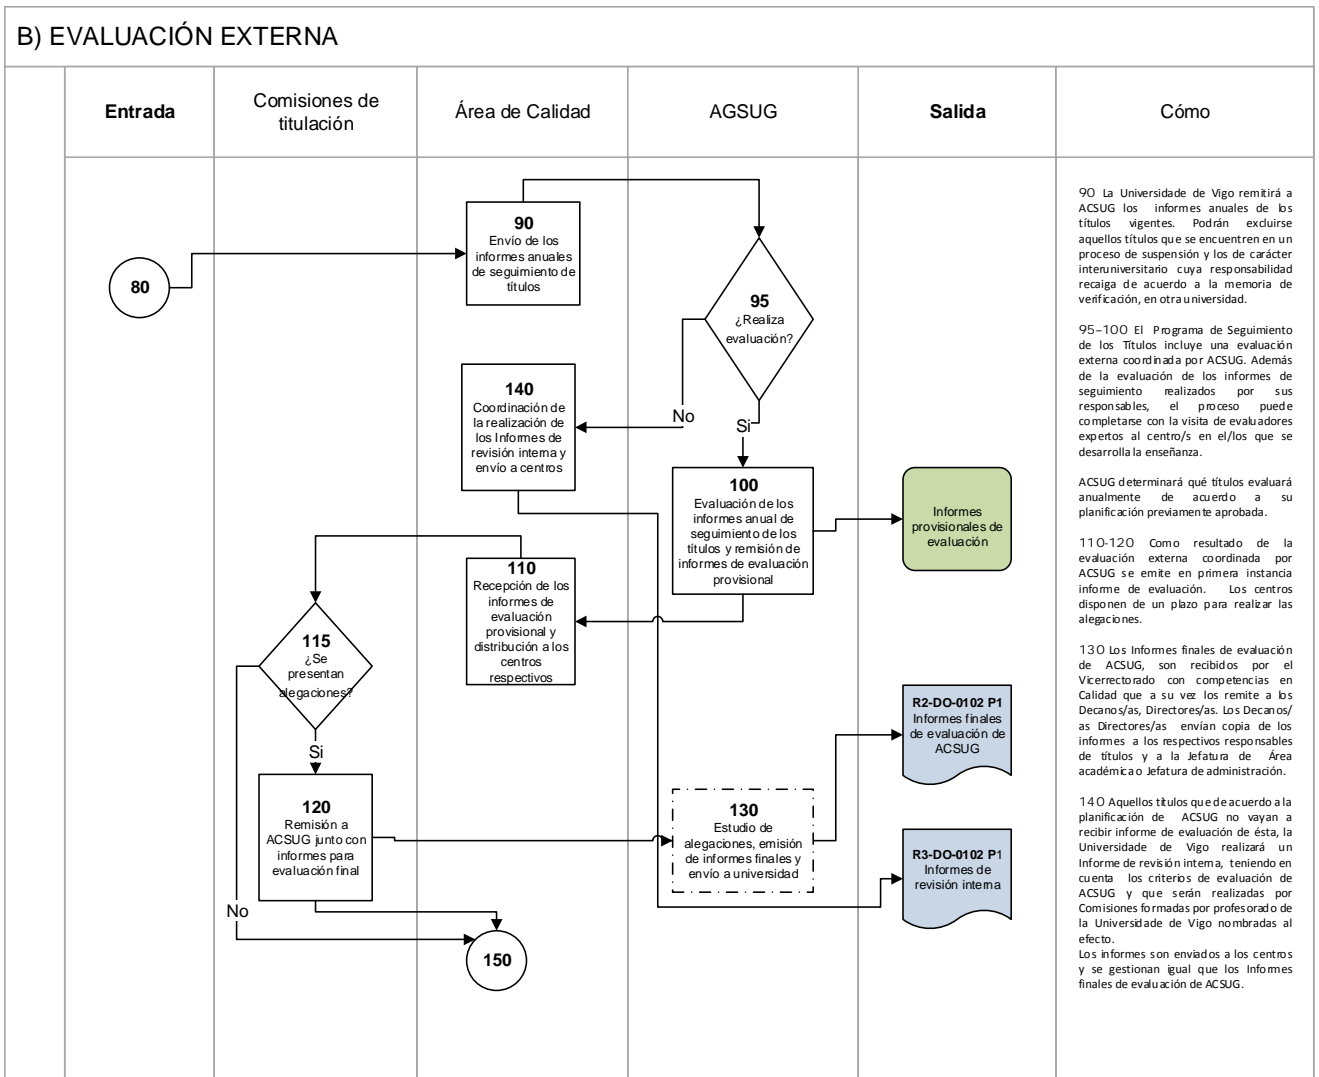 B) EVALUACIÓN EXTERNA
Entrada
Comisiones de
titulación
Área de Calidad
AGSUG
Salida
Cómo
80
90
Envío de los
informes anuales
de seguimiento de
títulos
95
¿Realiza
evaluación?
No
Si
140
Coordinación de
la realización de
los Informes de
revisión interna y
envío a centros
100
Evaluación de los
informes anual de
seguimiento de los
títulos y remisión de
informes de evaluación
provisional
Informes
provisionales de
evaluación
110
Recepción de los
informes de
evaluación
provisional y
distribución a los
centros
respectivos
115
¿Se
presentan
alegaciones?
Si
No
120
Remisión a
ACSUG junto con
informes para
evaluación final
130
Estudio de
alegaciones, emisión
de informes finales y
envío a universidad
R2-DO-0102 P1
Informes finales
de evaluación de
ACSUG
R3-DO-0102 P1
Informes de
revisión interna
150
90 La Universidade de Vigo remitirá a
ACSUG los informes anuales de los
títulos vigentes. Podrán excluirse
aquellos títulos que se encuentren en un
proceso de suspensión y los de carácter
interuniversitario cuya responsabilidad
recaiga de acuerdo a la memoria de
verificación, en otra universidad.
95–100 El Programa de Seguimiento
de los Títulos incluye una evaluación
externa coordinada por ACSUG. Además
de la evaluación de los informes de
seguimiento realizados por sus
responsables, el proceso puede
completarse con la visita de evaluadores
expertos al centro/s en el/los que se
desarrolla la enseñanza.
ACSUG determinará qué títulos evaluará
anualmente de acuerdo a su
planificación previamente aprobada.
110-120 Como resultado de la
evaluación externa coordinada por
ACSUG se emite en primera instancia
informe de evaluación. Los centros
disponen de un plazo para realizar las
alegaciones.
130 Los Informes finales de evaluación
de ACSUG, son recibidos por el
Vicerrectorado con competencias en
Calidad que a su vez los remite a los
Decanos/as, Directores/as. Los Decanos/
as Directores/as envían copia de los
informes a los respectivos responsables
de títulos y a la Jefatura de Área
académica o Jefatura de administración.
140 Aquellos títulos que de acuerdo a la
planificación de ACSUG no vayan a
recibir informe de evaluación de ésta, la
Universidade de Vigo realizará un
Informe de revisión interna, teniendo en
cuenta los criterios de evaluación de
ACSUG y que serán realizadas por
Comisiones formadas por profesorado de
la Universidade de Vigo nombradas al
efecto.
Los informes son enviados a los centros
y se gestionan igual que los Informes
finales de evaluación de ACSUG.